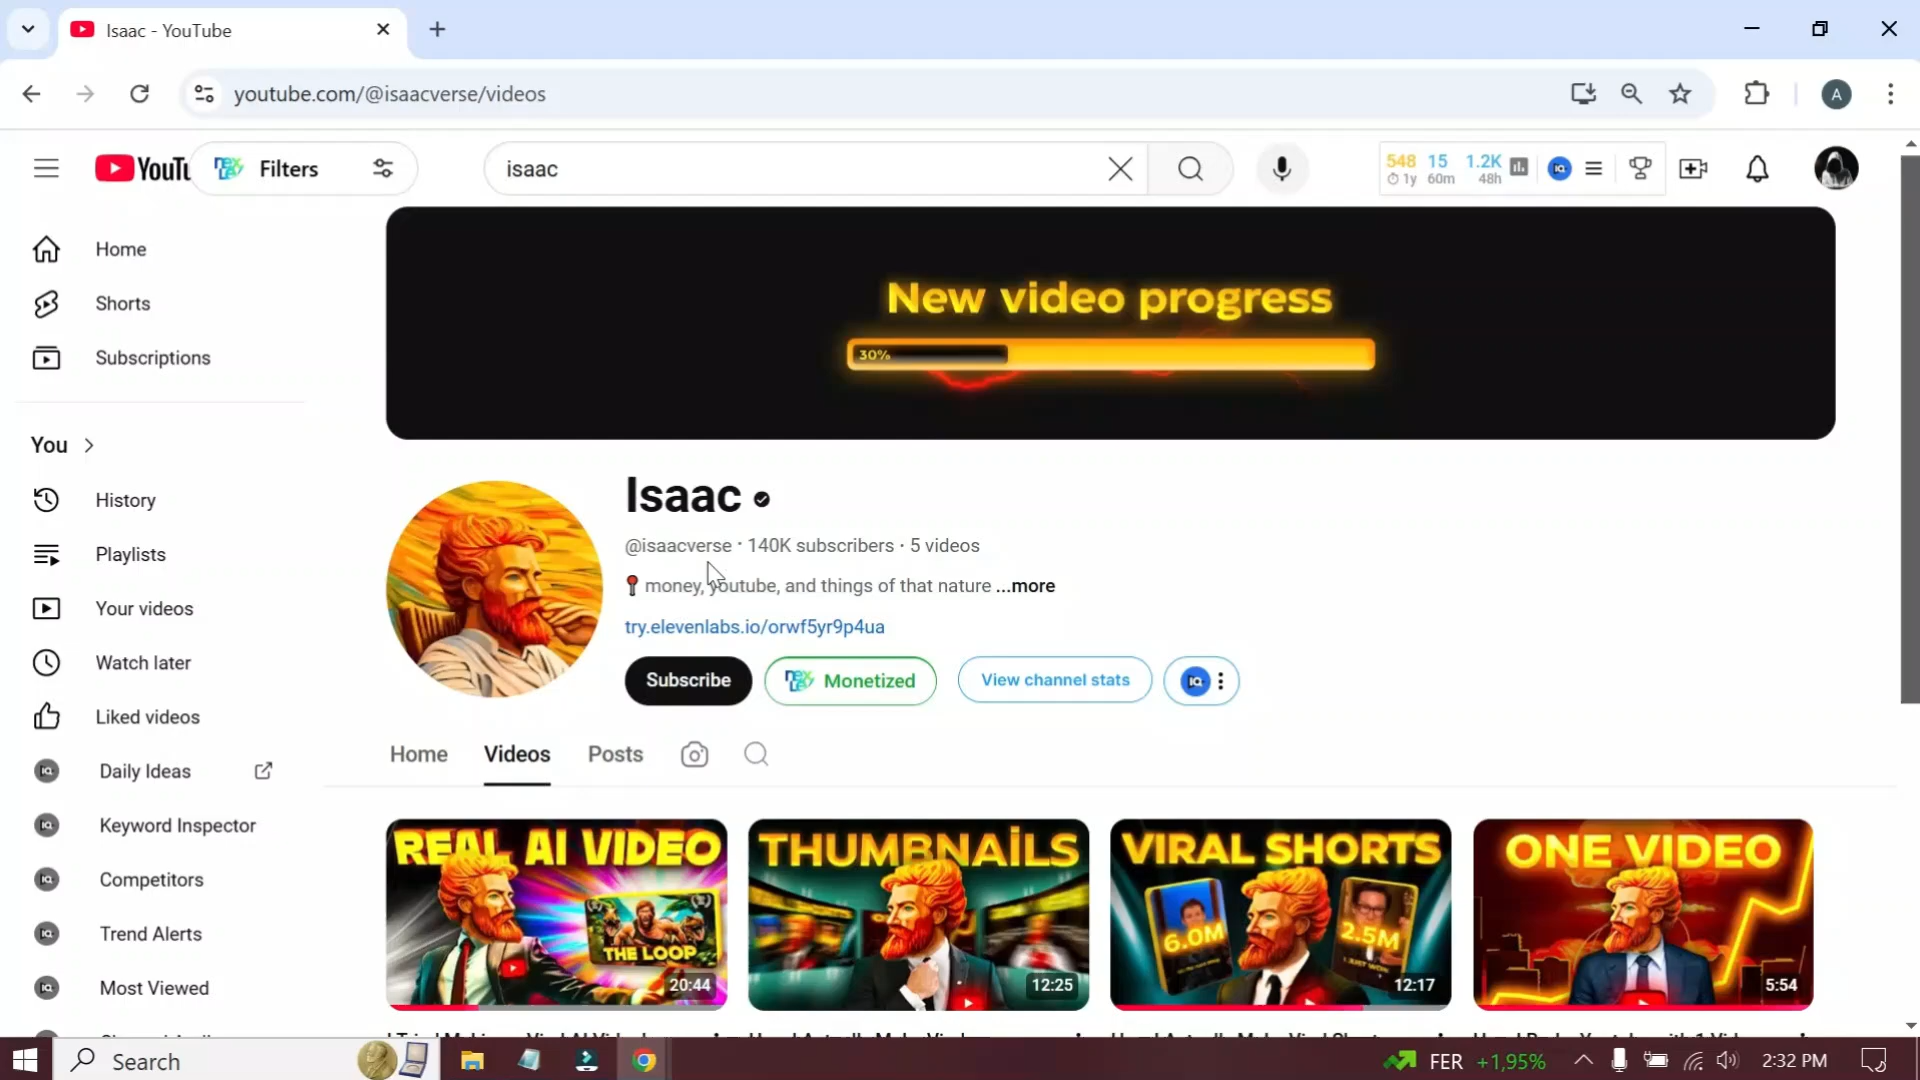 Isaac - YouTube
youtube.com/@isaacverse/videos
A
YouTu
nexLev
Filters
isaac
548 15 1.2K
1y 60m 48h
IQ
New video progress
30%
Home
Shorts
Subscriptions
You
History
Playlists
Your videos
Watch later
Liked videos
Daily Ideas
Keyword Inspector
Competitors
Trend Alerts
Most Viewed
Isaac
@isaacverse · 140K subscribers · 5 videos
money, youtube, and things of that nature ...more
try.elevenlabs.io/orwf5yr9p4ua
Subscribe
Monetized
View channel stats
IQ
Home
Videos
Posts
REAL AI VIDEO
THE LOOP
20:44
THUMBNAiLS
12:25
VIRAL SHORTS
6.0M
2.5M
12:17
ONE VIDEO
5:54
Search
FER +1,95%
2:32 PM